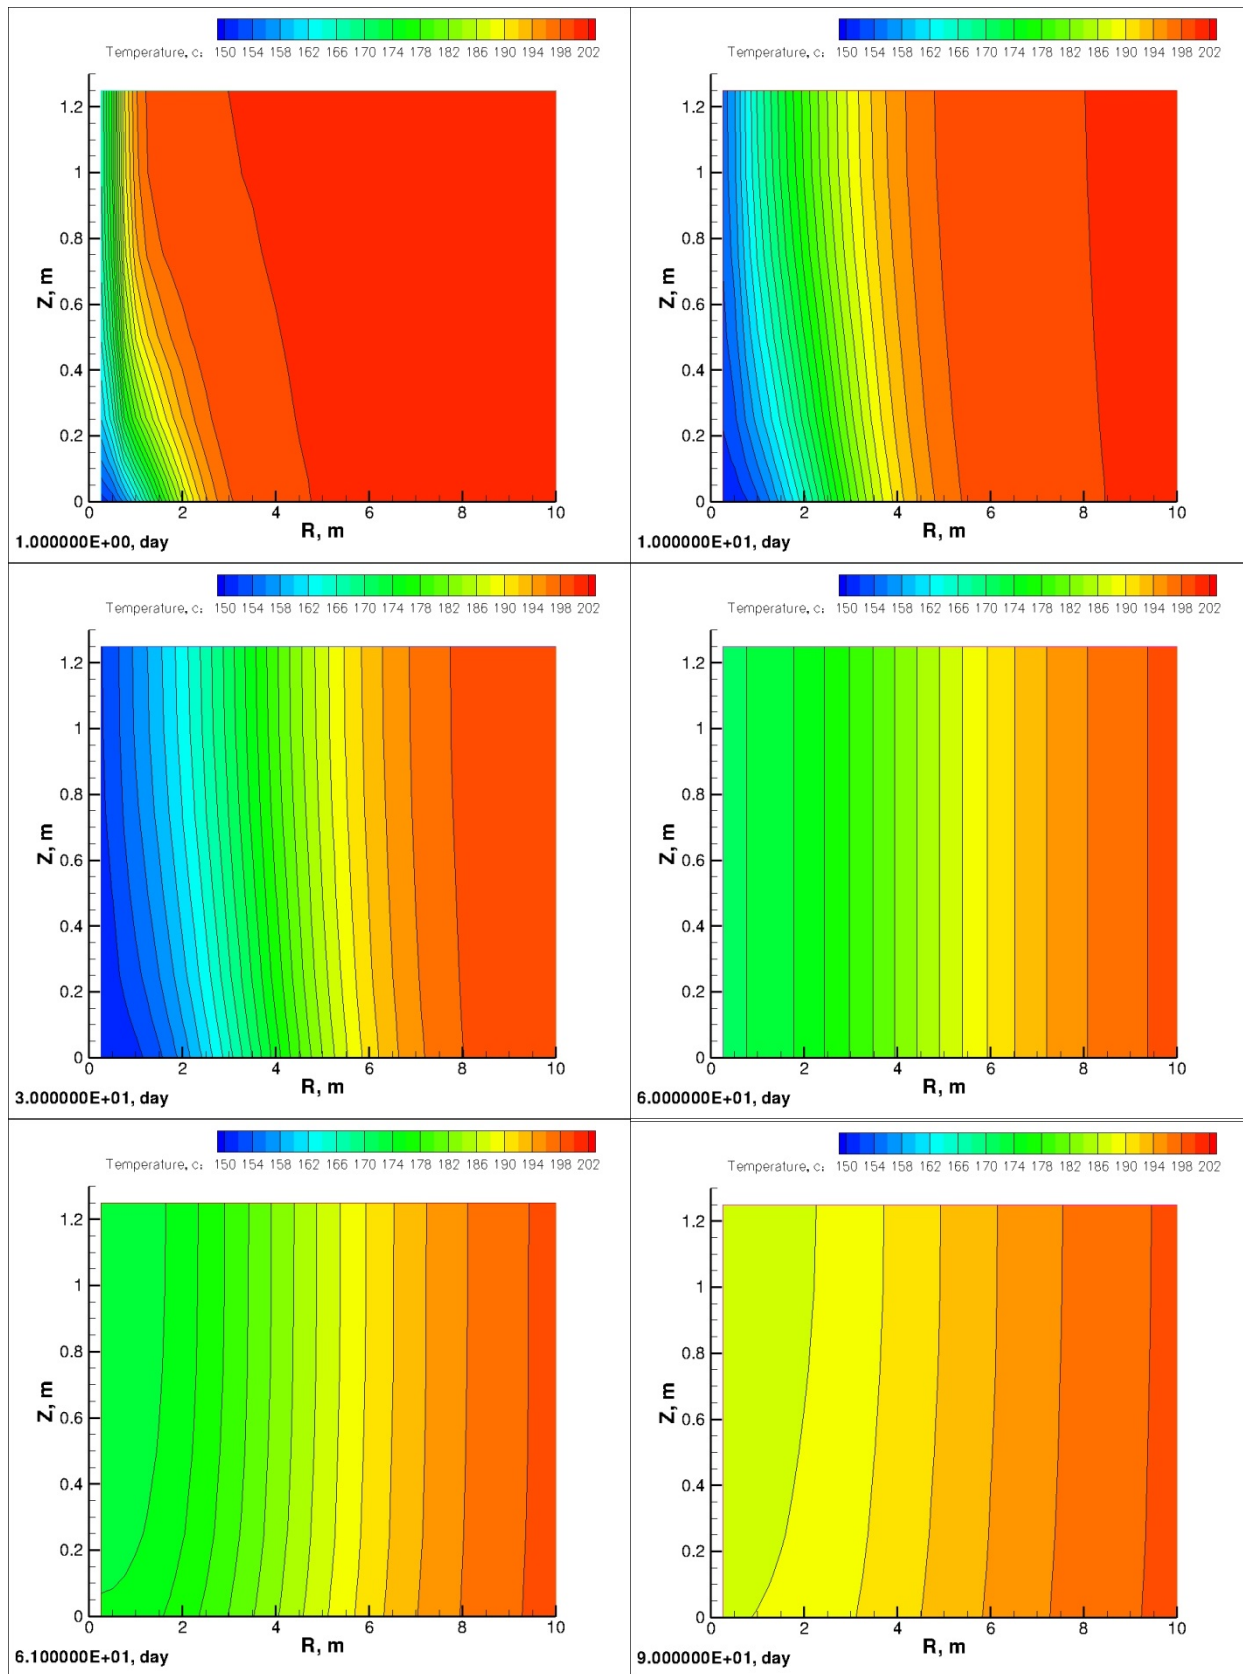 Temperature, c: 150 154 158 162 166 170 174 178 182 186 190 194 198 202
Z, m
1.2
1
0.8
0.6
0.4
0.2
0
0 2 4 6 8 10
R, m
1.000000E+00, day
Temperature, c: 150 154 158 162 166 170 174 178 182 186 190 194 198 202
Z, m
1.2
1
0.8
0.6
0.4
0.2
0
0 2 4 6 8 10
R, m
1.000000E+01, day
Temperature, c: 150 154 158 162 166 170 174 178 182 186 190 194 198 202
Z, m
1.2
1
0.8
0.6
0.4
0.2
0
0 2 4 6 8 10
R, m
3.000000E+01, day
Temperature, c: 150 154 158 162 166 170 174 178 182 186 190 194 198 202
Z, m
1.2
1
0.8
0.6
0.4
0.2
0
0 2 4 6 8 10
R, m
6.000000E+01, day
Temperature, c: 150 154 158 162 166 170 174 178 182 186 190 194 198 202
Z, m
1.2
1
0.8
0.6
0.4
0.2
0
0 2 4 6 8 10
R, m
6.100000E+01, day
Temperature, c: 150 154 158 162 166 170 174 178 182 186 190 194 198 202
Z, m
1.2
1
0.8
0.6
0.4
0.2
0
0 2 4 6 8 10
R, m
9.000000E+01, day